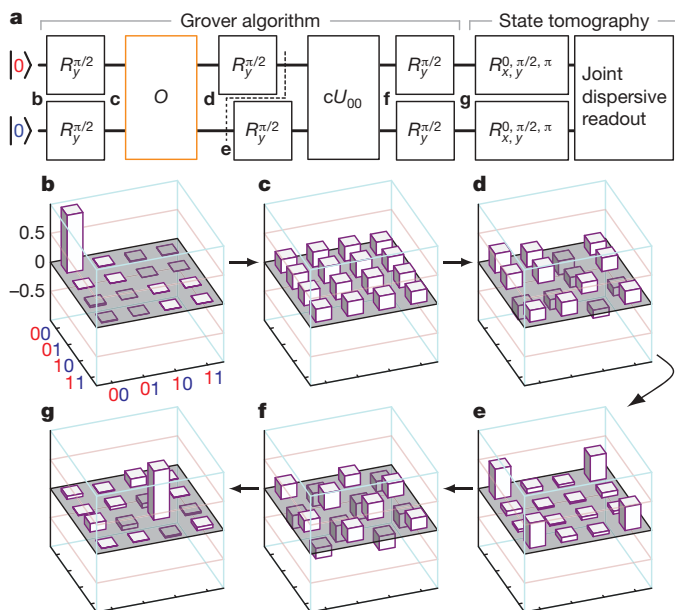 a Grover algorithm State tomography
|0⟩ R_y^{π/2} R_y^{π/2} R_y^{π/2} R_{x, y}^{0, π/2, π}
b c O d cU₀₀ f g Joint dispersive readout
|0⟩ R_y^{π/2} e R_y^{π/2} R_y^{π/2} R_{x, y}^{0, π/2, π}
b c d
0.5
0
−0.5
00
01
10
11
00 01 10 11
g f e